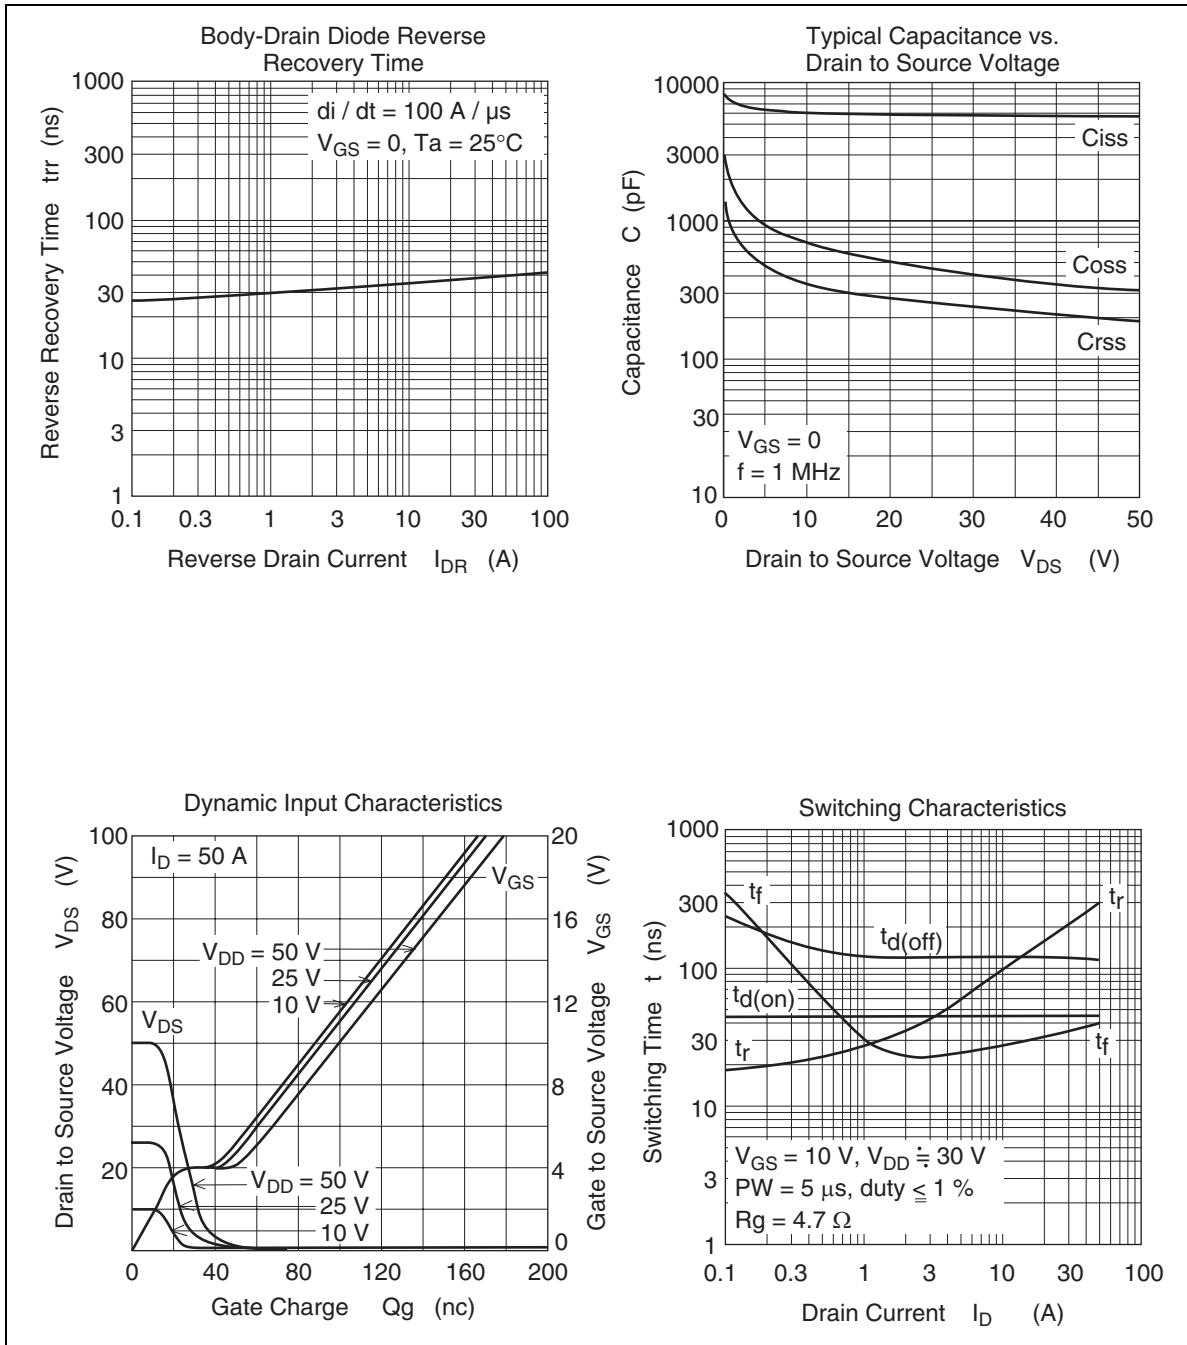 Body-Drain Diode Reverse
Recovery Time
1000
300
100
30
10
3
1
Reverse Recovery Time trr (ns)
di / dt = 100 A / µs
VGS = 0, Ta = 25°C
0.1 0.3 1 3 10 30 100
Reverse Drain Current IDR (A)
Typical Capacitance vs.
Drain to Source Voltage
10000
3000
1000
300
100
30
10
Capacitance C (pF)
Ciss
Coss
Crss
VGS = 0
f = 1 MHz
0 10 20 30 40 50
Drain to Source Voltage VDS (V)
Dynamic Input Characteristics
100
80
60
40
20
0
Drain to Source Voltage VDS (V)
ID = 50 A
VGS
VDD = 50 V
25 V
10 V
VDS
VDD = 50 V
25 V
10 V
20
16
12
8
4
0
Gate to Source Voltage VGS (V)
40 80 120 160 200
Gate Charge Qg (nc)
Switching Characteristics
1000
300
100
30
10
3
1
Switching Time t (ns)
tf
tr
td(off)
td(on)
tr
tf
VGS = 10 V, VDD ≒ 30 V
PW = 5 µs, duty ≦ 1 %
Rg = 4.7 Ω
0.1 0.3 1 3 10 30 100
Drain Current ID (A)